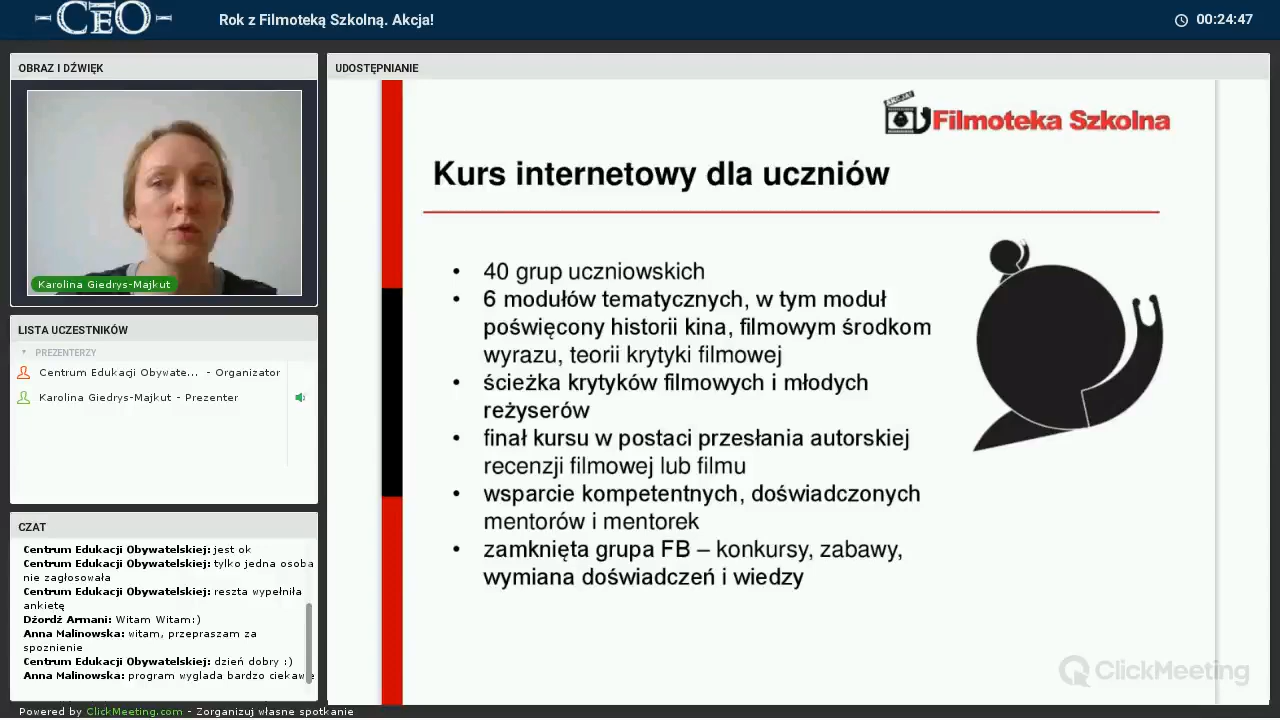 CEO
Rok z Filmoteką Szkolną. Akcja!
00:24:47
OBRAZ I DŹWIĘK
Karolina Giedrys-Majkut
LISTA UCZESTNIKÓW
PREZENTERZY
Centrum Edukacji Obywate... - Organizator
Karolina Giedrys-Majkut - Prezenter
CZAT
Centrum Edukacji Obywatelskiej: jest ok
Centrum Edukacji Obywatelskiej: tylko jedna osoba
nie zagłosowała
Centrum Edukacji Obywatelskiej: reszta wypełniła
ankietę
Dżordż Armani: Witam Witam:)
Anna Malinowska: witam, przepraszam za
spoznienie
Centrum Edukacji Obywatelskiej: dzień dobry :)
Anna Malinowska: program wyglada bardzo ciekawe
Powered by ClickMeeting.com - Zorganizuj własne spotkanie
UDOSTĘPNIANIE
AKCJA!
Filmoteka Szkolna
Kurs internetowy dla uczniów
• 40 grup uczniowskich
• 6 modułów tematycznych, w tym moduł
poświęcony historii kina, filmowym środkom
wyrazu, teorii krytyki filmowej
• ścieżka krytyków filmowych i młodych
reżyserów
• finał kursu w postaci przesłania autorskiej
recenzji filmowej lub filmu
• wsparcie kompetentnych, doświadczonych
mentorów i mentorek
• zamknięta grupa FB – konkursy, zabawy,
wymiana doświadczeń i wiedzy
ClickMeeting